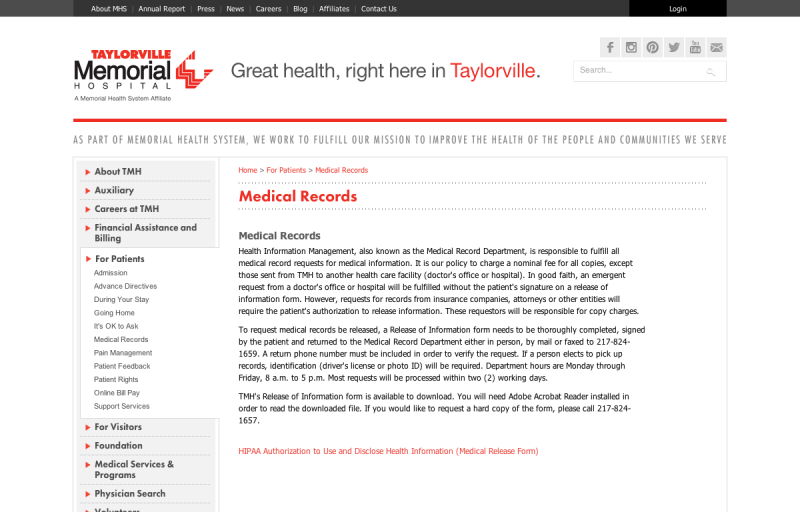 About MHS | Annual Report | Press | News | Careers | Blog | Affiliates | Contact Us
Login
TAYLORVILLE
Memorial
HOSPITAL
A Memorial Health System Affiliate
Great health, right here in Taylorville.
You Tube
Search...
AS PART OF MEMORIAL HEALTH SYSTEM, WE WORK TO FULFILL OUR MISSION TO IMPROVE THE HEALTH OF THE PEOPLE AND COMMUNITIES WE SERVE
About TMH
Auxiliary
Careers at TMH
Financial Assistance and
Billing
For Patients
Admission
Advance Directives
During Your Stay
Going Home
It's OK to Ask
Medical Records
Pain Management
Patient Feedback
Patient Rights
Online Bill Pay
Support Services
For Visitors
Foundation
Medical Services &
Programs
Physician Search
Volunteers
Home > For Patients > Medical Records
Medical Records
Medical Records
Health Information Management, also known as the Medical Record Department, is responsible to fulfill all
medical record requests for medical information. It is our policy to charge a nominal fee for all copies, except
those sent from TMH to another health care facility (doctor's office or hospital). In good faith, an emergent
request from a doctor's office or hospital will be fulfilled without the patient's signature on a release of
information form. However, requests for records from insurance companies, attorneys or other entities will
require the patient's authorization to release information. These requestors will be responsible for copy charges.
To request medical records be released, a Release of Information form needs to be thoroughly completed, signed
by the patient and returned to the Medical Record Department either in person, by mail or faxed to 217-824-
1659. A return phone number must be included in order to verify the request. If a person elects to pick up
records, identification (driver's license or photo ID) will be required. Department hours are Monday through
Friday, 8 a.m. to 5 p.m. Most requests will be processed within two (2) working days.
TMH's Release of Information form is available to download. You will need Adobe Acrobat Reader installed in
order to read the downloaded file. If you would like to request a hard copy of the form, please call 217-824-
1657.
HIPAA Authorization to Use and Disclose Health Information (Medical Release Form)